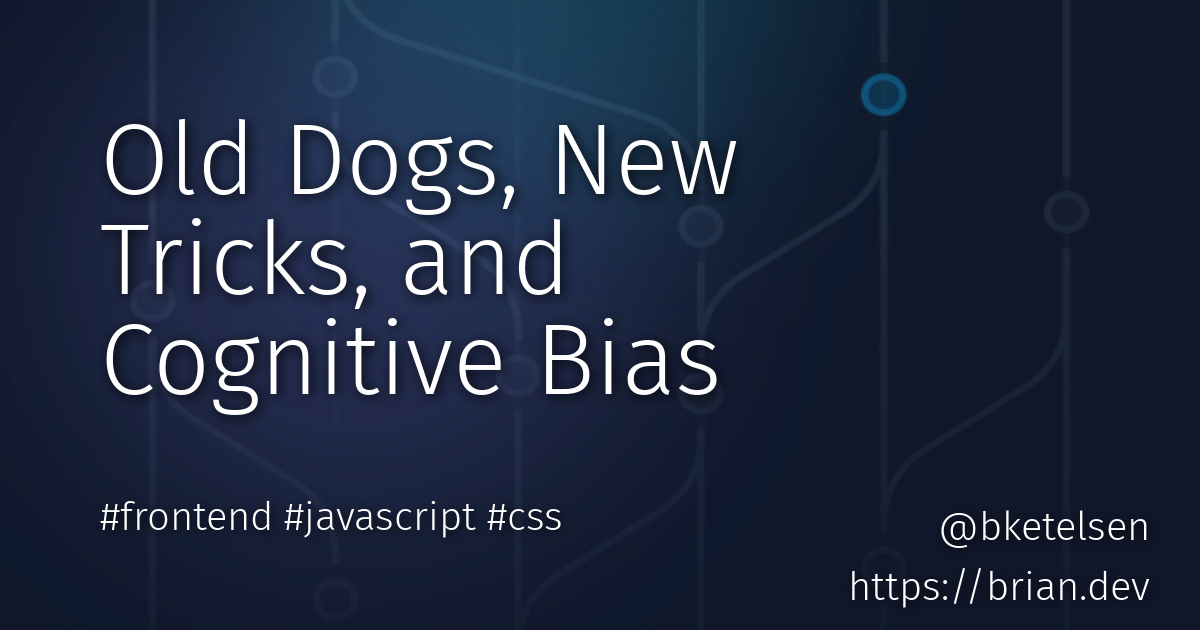 Old Dogs, New
Tricks, and
Cognitive Bias
#frontend #javascript #css
@bketelsen
https://brian.dev